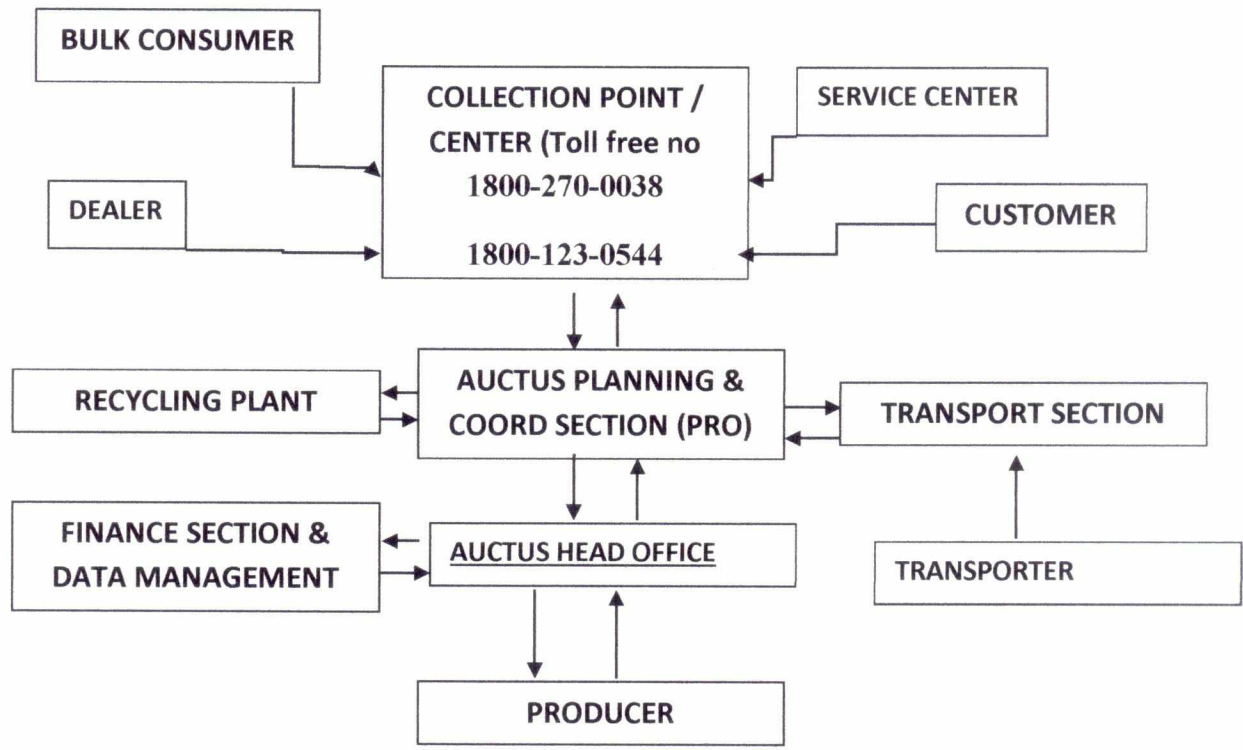 BULK CONSUMER
COLLECTION POINT /
CENTER (Toll free no
1800-270-0038
1800-123-0544
SERVICE CENTER
DEALER
CUSTOMER
RECYCLING PLANT
AUCTUS PLANNING &
COORD SECTION (PRO)
TRANSPORT SECTION
FINANCE SECTION &
DATA MANAGEMENT
AUCTUS HEAD OFFICE
TRANSPORTER
PRODUCER